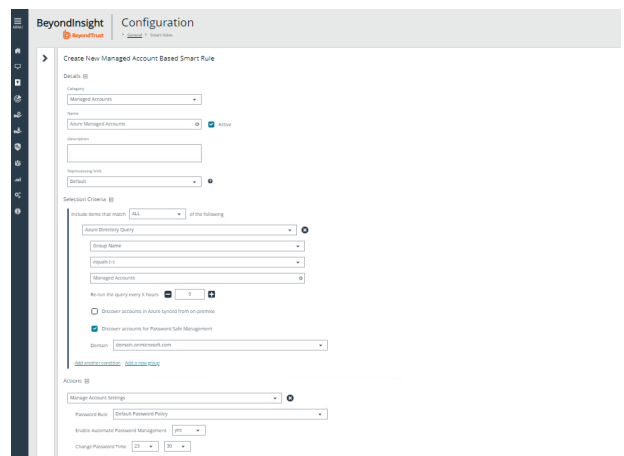 MENU
BeyondInsight
BeyondTrust
Configuration
General > Smart Rules
Create New Managed Account Based Smart Rule
Details
Category
Managed Accounts
Name
Azure Managed Accounts
Active
Description
Reprocessing limit
Default
Selection Criteria
Include items that match ALL of the following
Azure Directory Query
Group Name
equals (=)
Managed Accounts
Re-run the query every X hours 0
Discover accounts in Azure synced from on-premise
Discover accounts for Password Safe Management
Domain domain.onmicrosoft.com
Add another condition Add a new group
Actions
Manage Account Settings
Password Rule Default Password Policy
Enable Automatic Password Management yes
Change Password Time 23 30